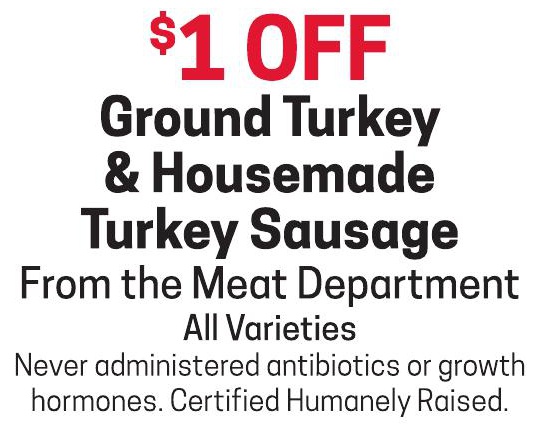 $1 OFF
Ground Turkey
& Housemade
Turkey Sausage
From the Meat Department
All Varieties
Never administered antibiotics or growth
hormones. Certified Humanely Raised.